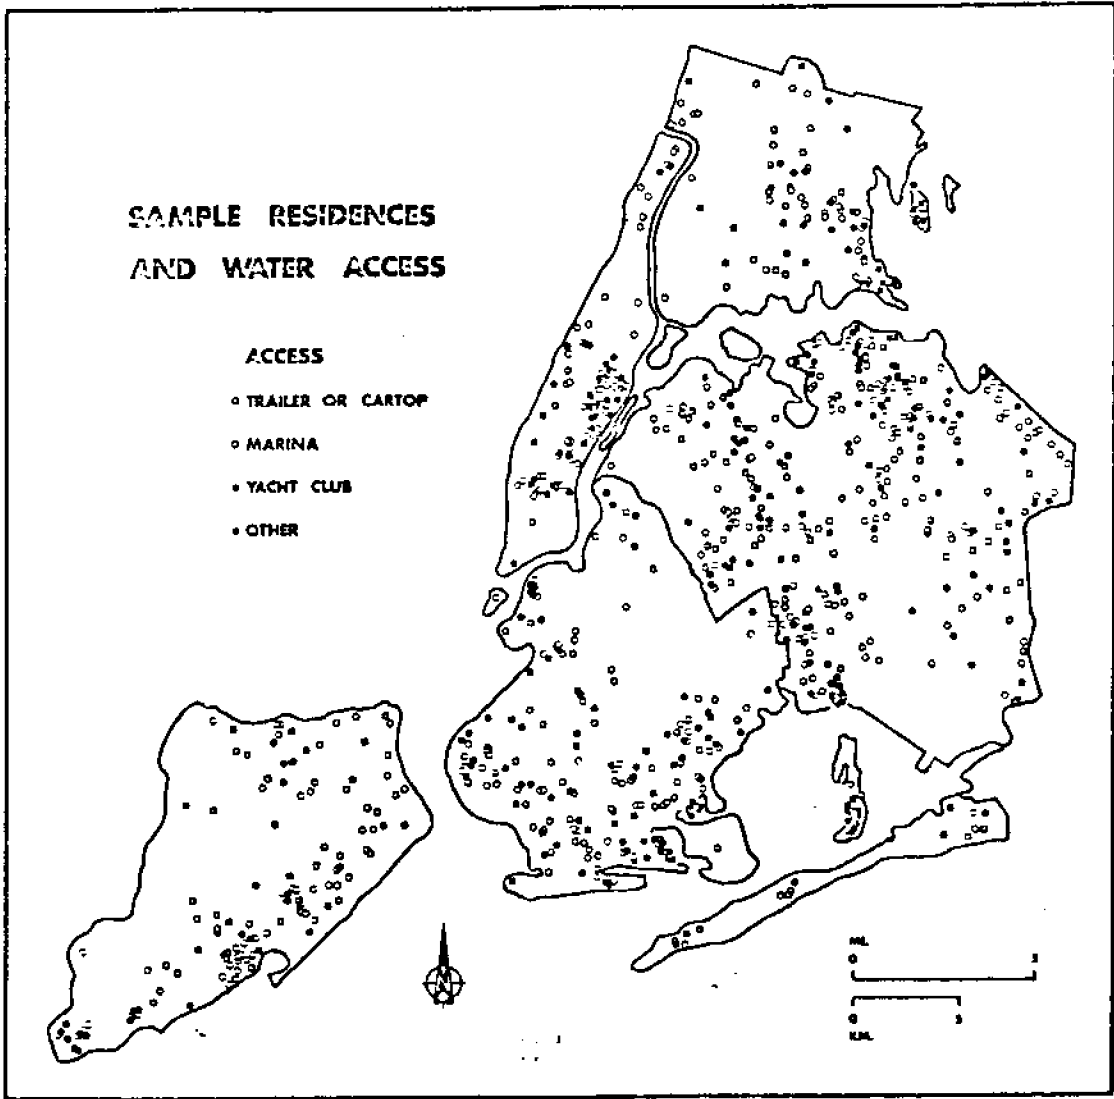 SAMPLE RESIDENCES
AND WATER ACCESS
ACCESS
TRAILER OR CARTOP
MARINA
YACHT CLUB
OTHER
N
MI.
0
0
KM.